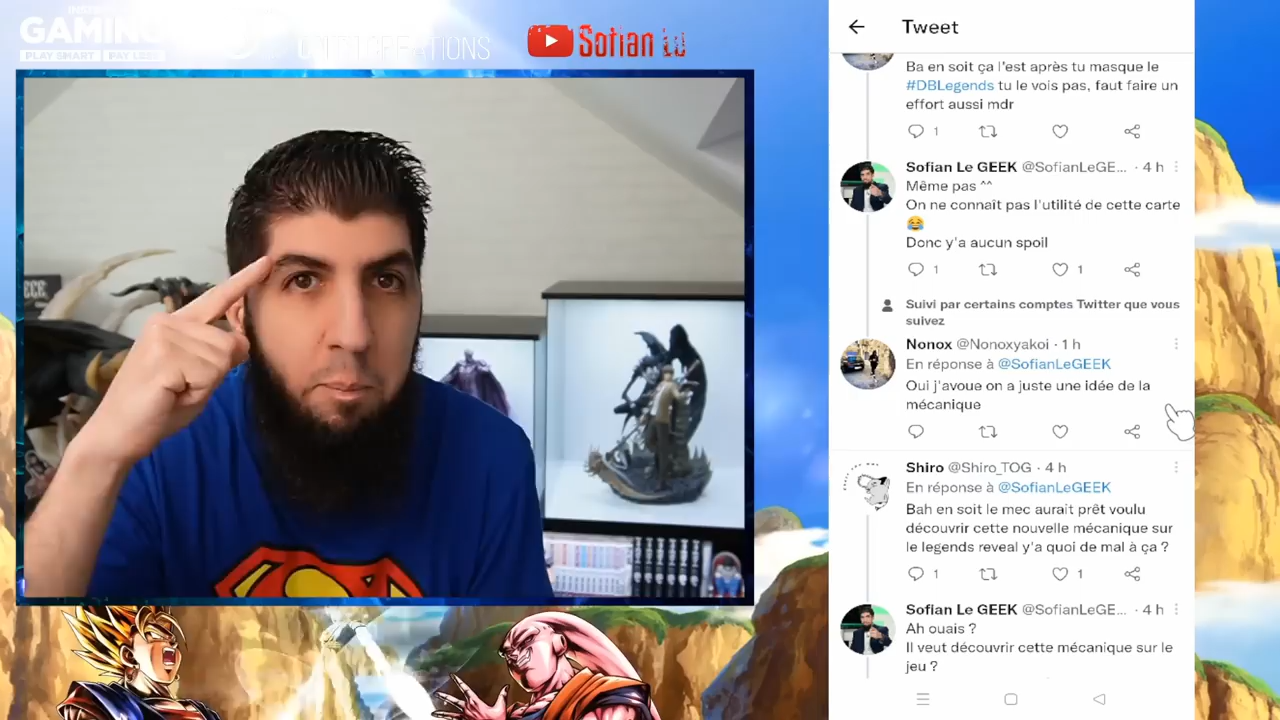 GAMING
PLAY SMART PAY LESS
Sofian
Tweet
Ba en soit ça l'est après tu masque le
#DBLegends tu le vois pas, faut faire un
effort aussi mdr
1
Sofian Le GEEK @SofianLeGE... · 4 h
Même pas ^^
On ne connaît pas l'utilité de cette carte
😂
Donc y'a aucun spoil
1 1
Suivi par certains comptes Twitter que vous
suivez
Nonox @Nonoxyakoi · 1 h
En réponse à @SofianLeGEEK
Oui j'avoue on a juste une idée de la
mécanique
Shiro @Shiro_TOG · 4 h
En réponse à @SofianLeGEEK
Bah en soit le mec aurait prêt voulu
découvrir cette nouvelle mécanique sur
le legends reveal y'a quoi de mal à ça ?
1 1
Sofian Le GEEK @SofianLeGE... · 4 h
Ah ouais ?
Il veut découvrir cette mécanique sur le
jeu ?